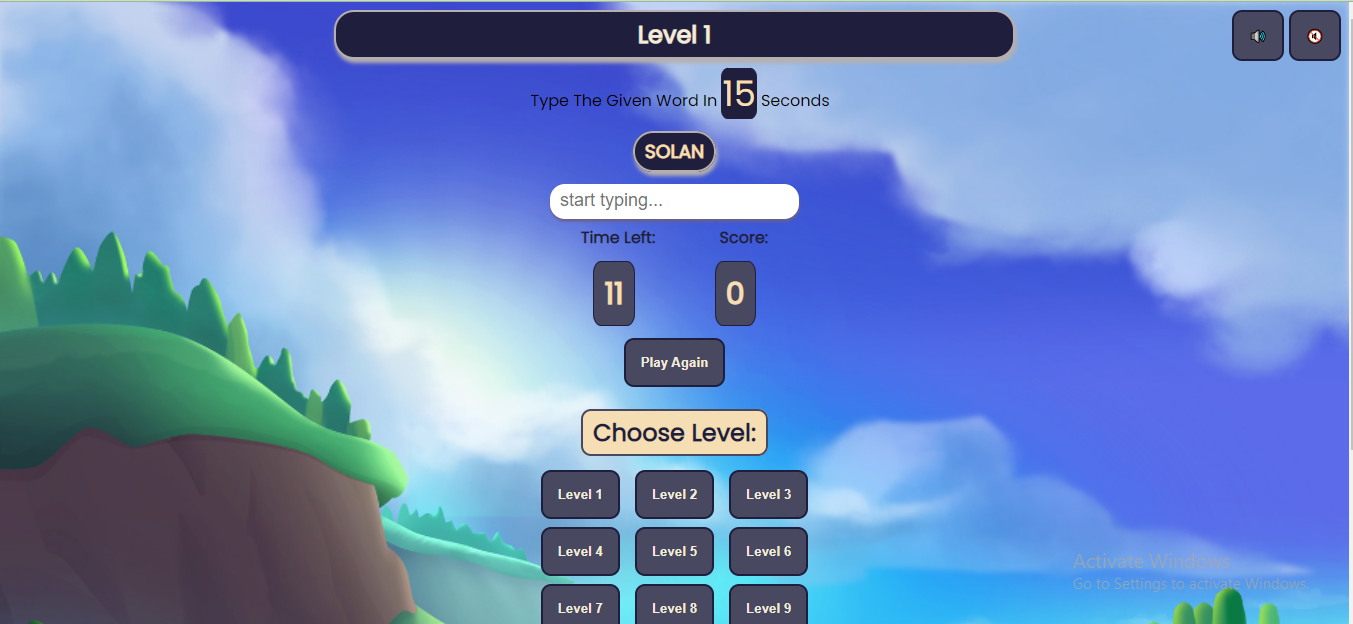 Level 1
Type The Given Word In 15 Seconds
SOLAN
start typing...
Time Left: Score:
11 0
Play Again
Choose Level:
Level 1 Level 2 Level 3
Level 4 Level 5 Level 6
Level 7 Level 8 Level 9
Activate Windows
Go to Settings to activate Windows.